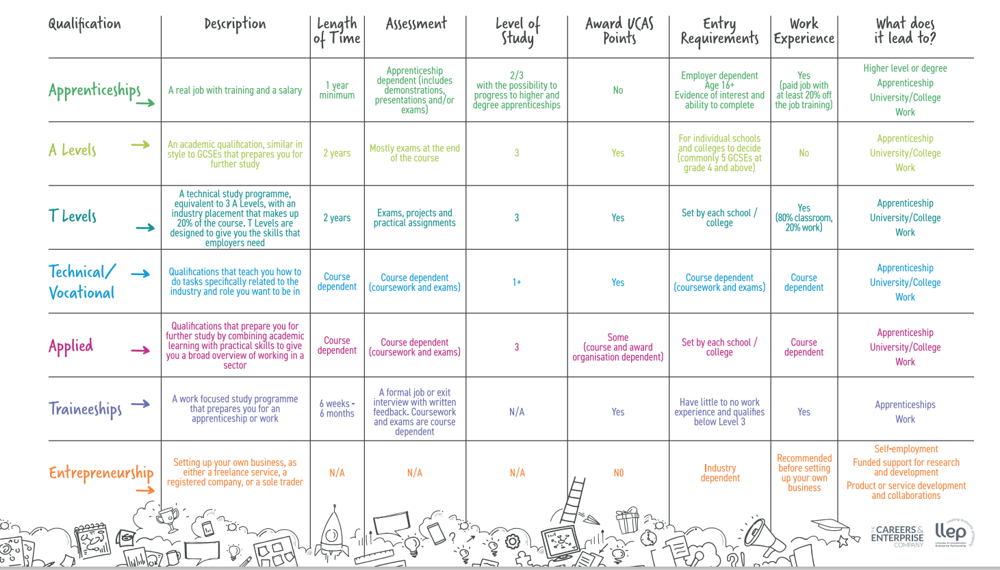 Qualification
Description
Length
of Time
Assessment
Level of
Study
Award UCAS
Points
Entry
Requirements
Work
Experience
What does
it lead to?
Apprenticeships
A real job with training and a salary
1 year
minimum
Apprenticeship
dependent (includes
demonstrations,
presentations and/or
exams)
2/3
with the possibility to
progress to higher and
degree apprenticeships
No
Employer dependent
Age 16+
Evidence of interest and
ability to complete
Yes
(paid job with
at least 20% off
the job training)
Higher level or degree
Apprenticeship
University/College
Work
A Levels
An academic qualification, similar in
style to GCSEs that prepares you for
further study
2 years
Mostly exams at the end
of the course
3
Yes
For individual schools
and colleges to decide
(commonly 5 GCSEs at
grade 4 and above)
No
Apprenticeship
University/College
Work
T Levels
A technical study programme,
equivalent to 3 A Levels, with an
industry placement that makes up
20% of the course. T Levels are
designed to give you the skills that
employers need
2 years
Exams, projects and
practical assignments
3
Yes
Set by each school /
college
Yes
(80% classroom,
20% work)
Apprenticeship
University/College
Work
Technical/
Vocational
Qualifications that teach you how to
do tasks specifically related to the
industry and role you want to be in
Course
dependent
Course dependent
(coursework and exams)
1+
Yes
Course dependent
(coursework and exams)
Course
dependent
Apprenticeship
University/College
Work
Applied
Qualifications that prepare you for
further study by combining academic
learning with practical skills to give
you a broad overview of working in a
sector
Course
dependent
Course dependent
(coursework and exams)
3
Some
(course and award
organisation dependent)
Set by each school /
college
Course
dependent
Apprenticeship
University/College
Work
Traineeships
A work focused study programme
that prepares you for an
apprenticeship or work
6 weeks -
6 months
A formal job or exit
interview with written
feedback. Coursework
and exams are course
dependent
N/A
Yes
Have little to no work
experience and qualifies
below Level 3
Yes
Apprenticeships
Work
Entrepreneurship
Setting up your own business, as
either a freelance service, a
registered company, or a sole trader
N/A
N/A
N/A
NO
Industry
dependent
Recommended
before setting
up your own
business
Self-employment
Funded support for research
and development
Product or service development
and collaborations
THE CAREERS &
ENTERPRISE
COMPANY
llep
Leicester & Leicestershire
Enterprise Partnership
creating economic prosperity